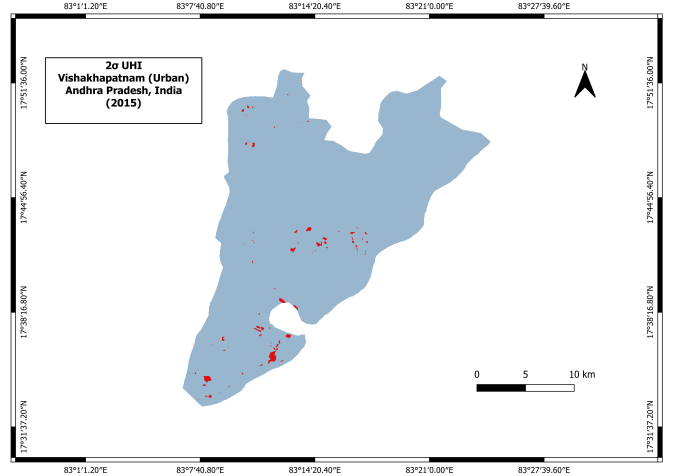 83°1'1.20"E 83°7'40.80"E 83°14'20.40"E 83°21'0.00"E 83°27'39.60"E
2σ UHI
Vishakhapatnam (Urban)
Andhra Pradesh, India
(2015)
N
17°51'36.00"N 17°51'36.00"N
17°44'56.40"N 17°44'56.40"N
17°38'16.80"N 17°38'16.80"N
0 5 10 km
17°31'37.20"N 17°31'37.20"N
83°1'1.20"E 83°7'40.80"E 83°14'20.40"E 83°21'0.00"E 83°27'39.60"E